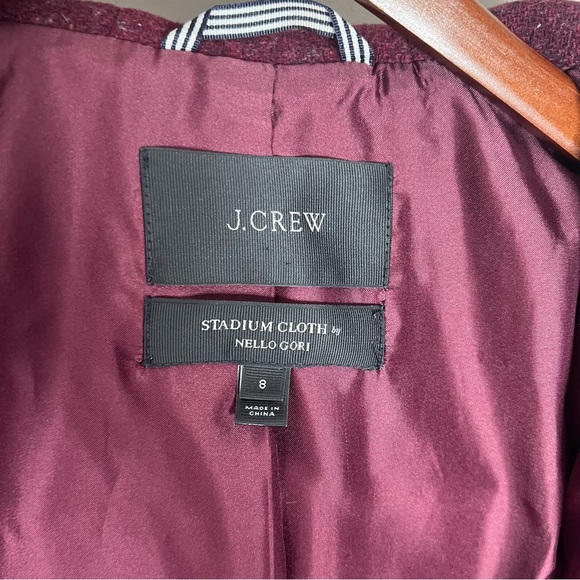 J.CREW
STADIUM CLOTH by
NELLO GORI
8
MADE IN
CHINA